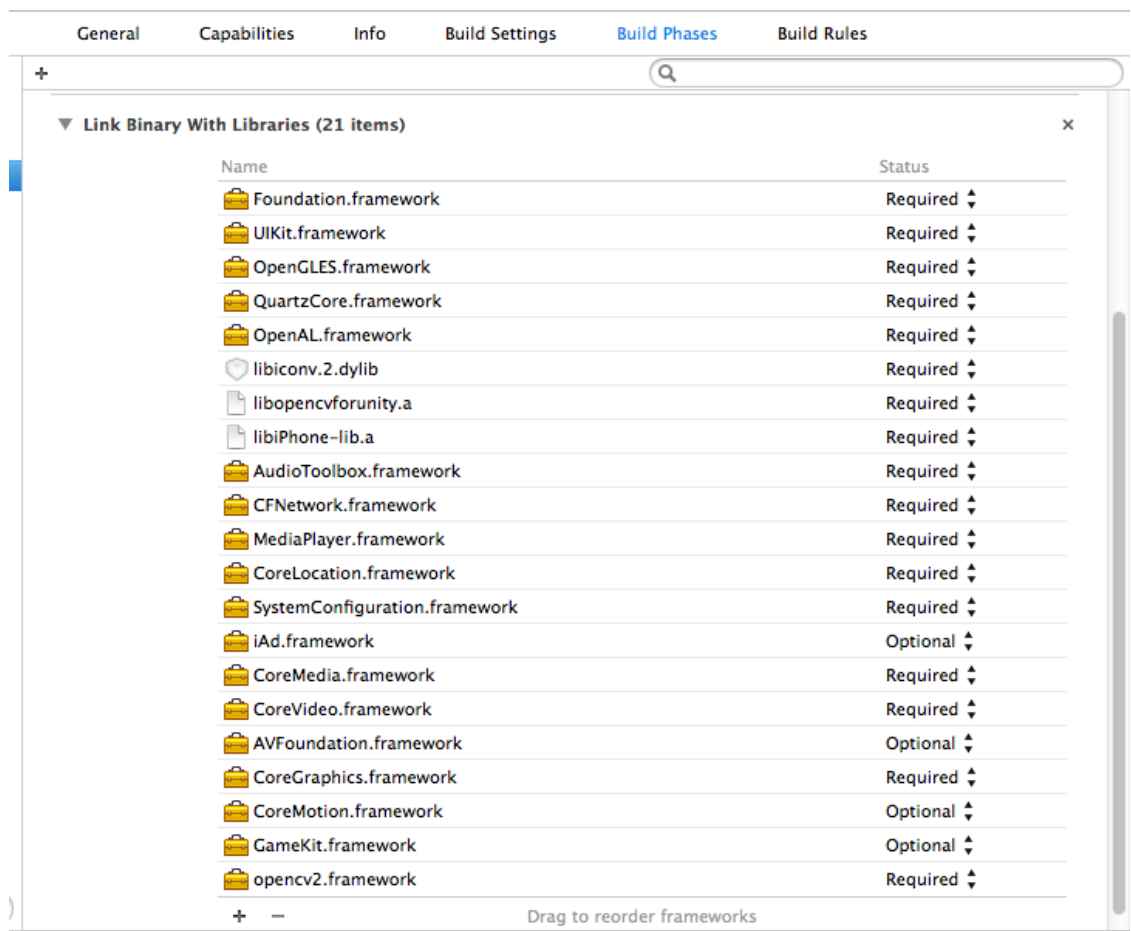 General Capabilities Info Build Settings Build Phases Build Rules
+
Link Binary With Libraries (21 items)
Name Status
Foundation.framework Required
UIKit.framework Required
OpenGLES.framework Required
QuartzCore.framework Required
OpenAL.framework Required
libiconv.2.dylib Required
libopencvforunity.a Required
libiPhone-lib.a Required
AudioToolbox.framework Required
CFNetwork.framework Required
MediaPlayer.framework Required
CoreLocation.framework Required
SystemConfiguration.framework Required
iAd.framework Optional
CoreMedia.framework Required
CoreVideo.framework Required
AVFoundation.framework Optional
CoreGraphics.framework Required
CoreMotion.framework Optional
GameKit.framework Optional
opencv2.framework Required
+ − Drag to reorder frameworks